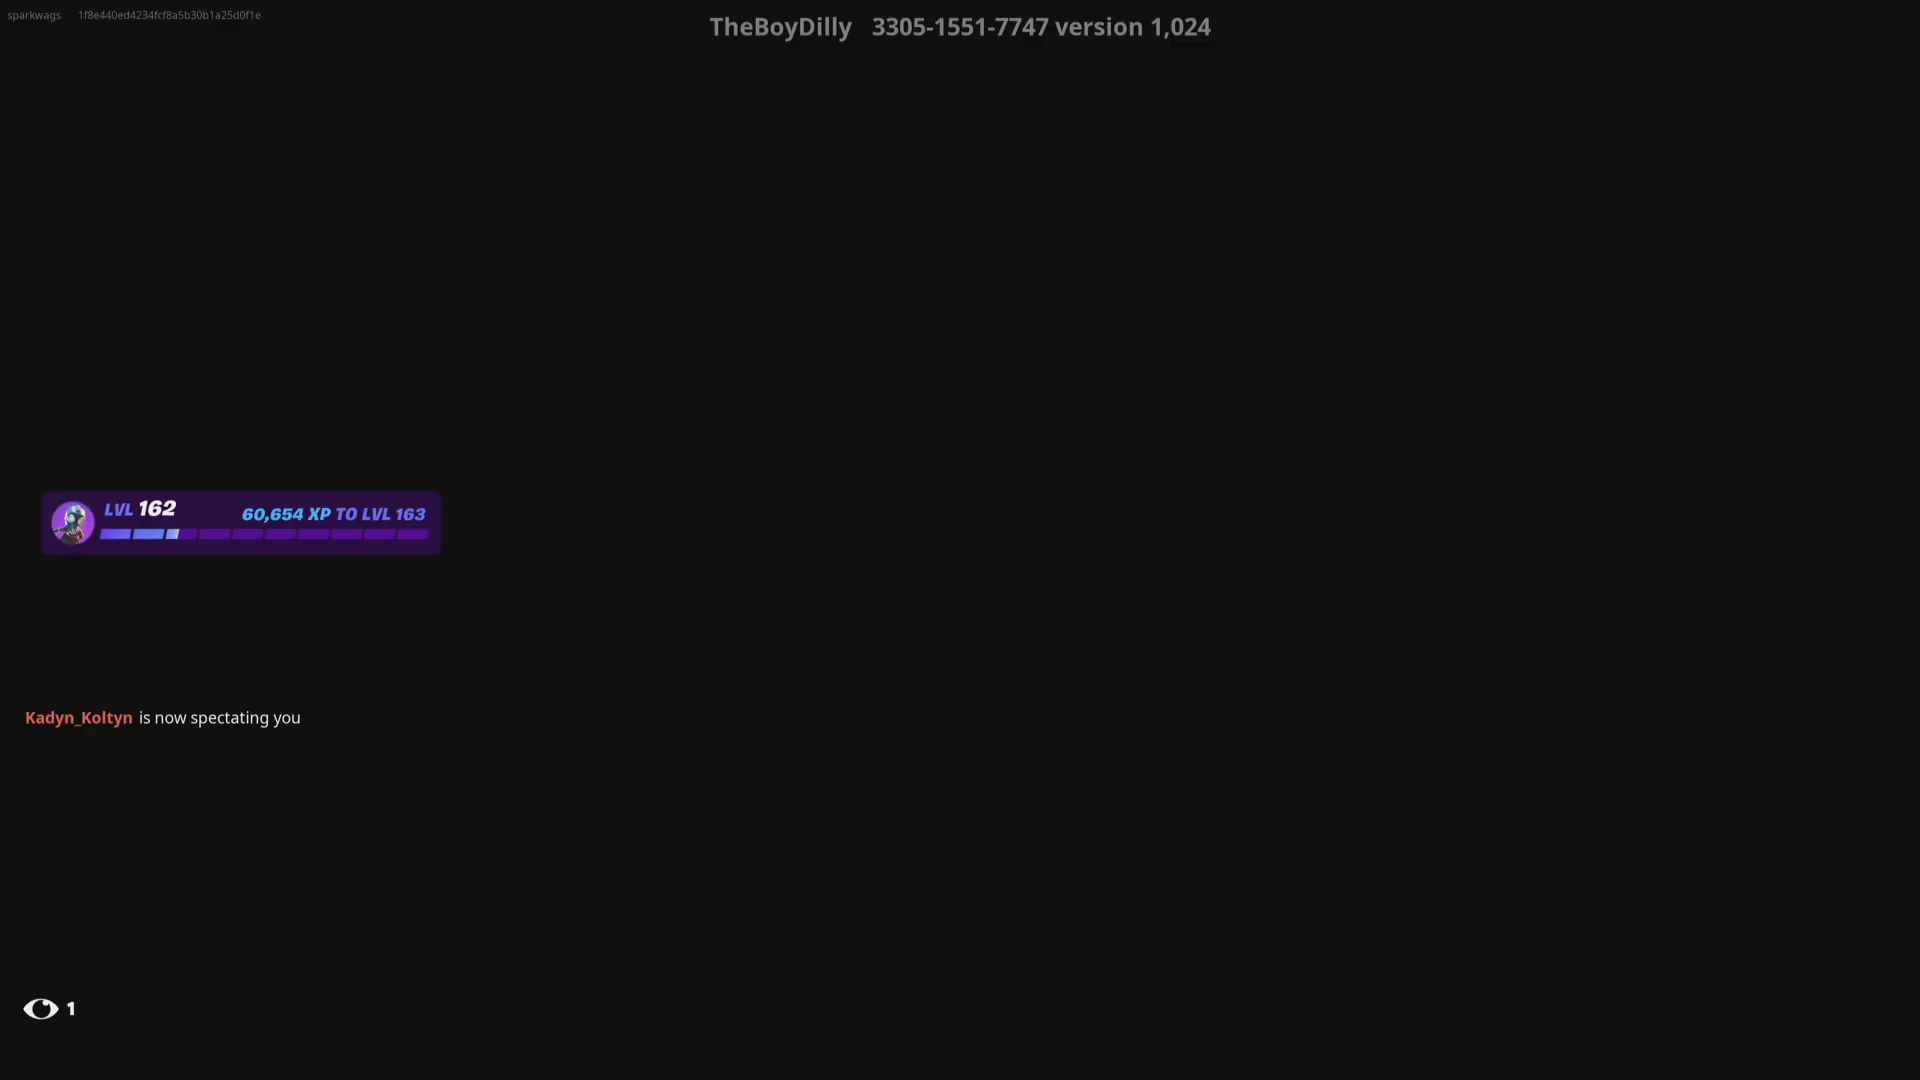 sparkwags 1f8e440ed4234fcf8a5b30b1a25d0f1e
TheBoyDilly 3305-1551-7747 version 1,024
LVL 162
60,654 XP TO LVL 163
Kadyn_Koltyn is now spectating you
1